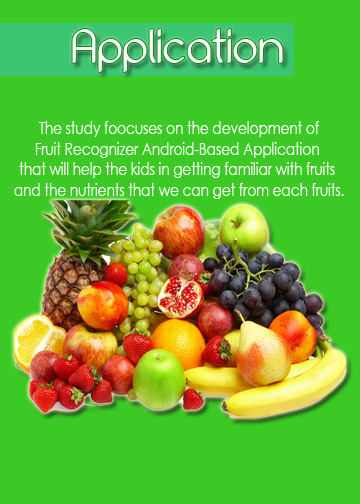 Application
The study foocuses on the development of
Fruit Recognizer Android-Based Application
that will help the kids in getting familiar with fruits
and the nutrients that we can get from each fruits.